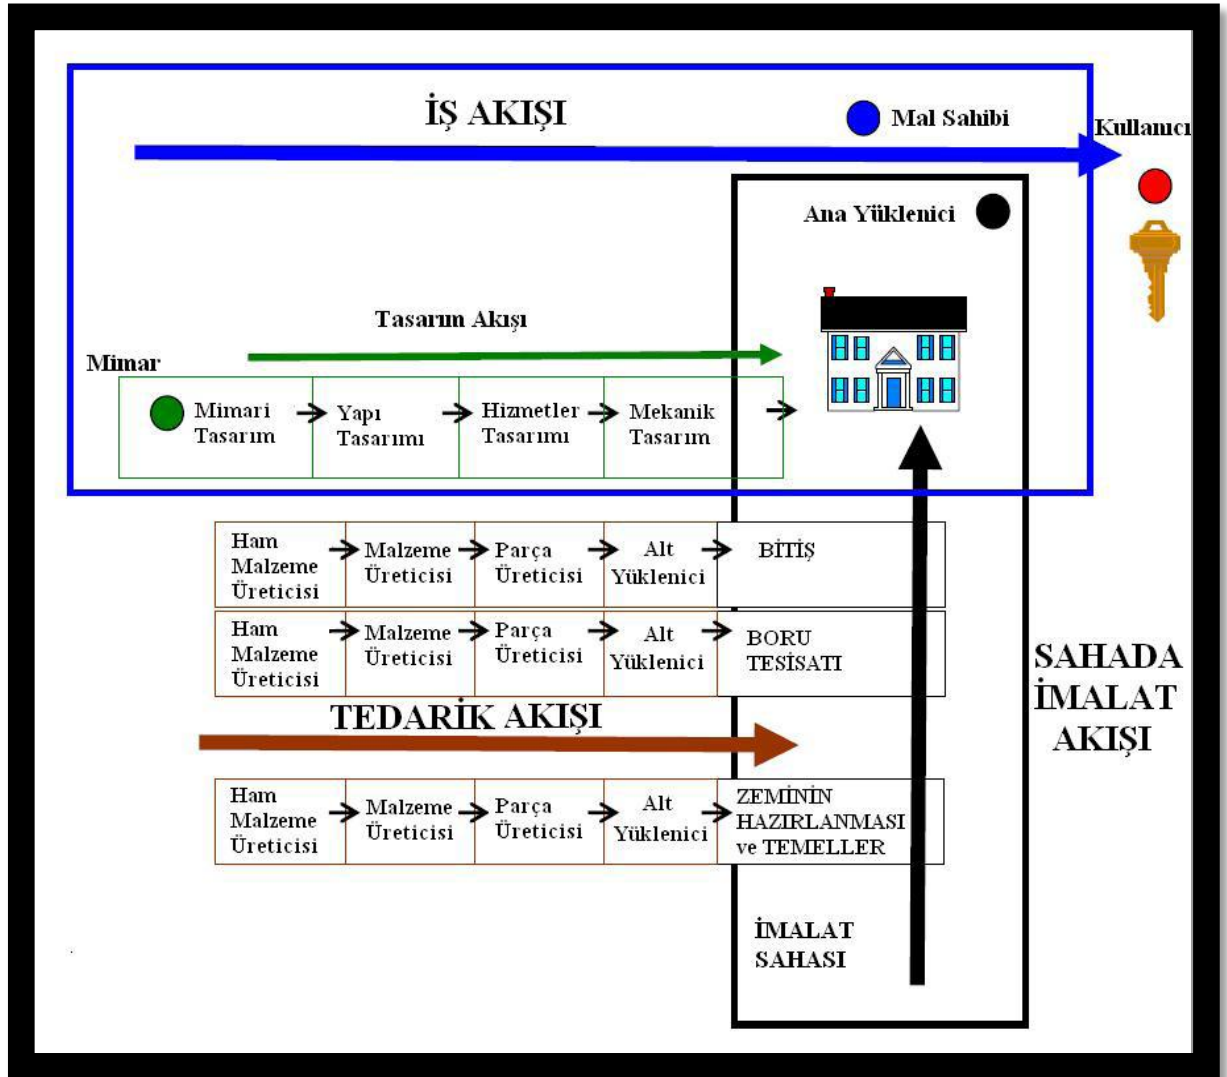 İŞ AKIŞI
Mal Sahibi
Kullanıcı
Ana Yüklenici
Tasarım Akışı
Mimar
Mimari
Tasarım
Yapı
Tasarımı
Hizmetler
Tasarımı
Mekanik
Tasarım
Ham
Malzeme
Üreticisi
Malzeme
Üreticisi
Parça
Üreticisi
Alt
Yüklenici
BİTİŞ
Ham
Malzeme
Üreticisi
Malzeme
Üreticisi
Parça
Üreticisi
Alt
Yüklenici
BORU
TESİSATI
SAHADA
İMALAT
AKIŞI
TEDARİK AKIŞI
Ham
Malzeme
Üreticisi
Malzeme
Üreticisi
Parça
Üreticisi
Alt
Yüklenici
ZEMİNİN
HAZIRLANMASI
ve TEMELLER
İMALAT
SAHASI